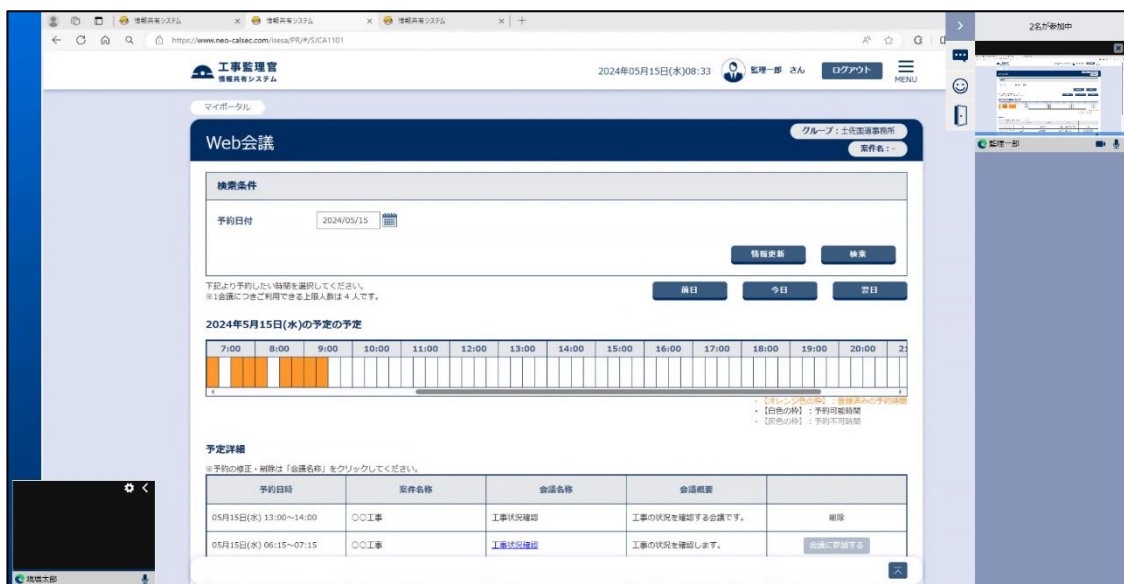 情報共有システム 情報共有システム 情報共有システム
https://www.neo-calsec.com/isesa/PR/#/SJCA1101
2名が参加中
工事監理官
情報共有システム
2024年05月15日(水)08:33 監理一郎 さん ログアウト MENU
マイポータル
Web会議
グループ：土佐国道事務所
案件名：-
監理一郎
検索条件
予約日付 2024/05/15
情報更新 検索
下記より予約したい時間を選択してください。
※1会議につきご利用できる上限人数は 4 人です。
前日 今日 翌日
2024年5月15日(水)の予定の予定
7:00 8:00 9:00 10:00 11:00 12:00 13:00 14:00 15:00 16:00 17:00 18:00 19:00 20:00 21
・【オレンジ色の枠】：登録済みの予約時間
・【白色の枠】：予約可能時間
・【灰色の枠】：予約不可時間
予定詳細
※予約の修正・削除は「会議名称」をクリックしてください。
予約日時 案件名称 会議名称 会議概要
05月15日(水) 13:00～14:00 〇〇工事 工事状況確認 工事の状況を確認する会議です。 削除
05月15日(水) 06:15～07:15 〇〇工事 工事状況確認 工事の状況を確認します。 会議に参加する
現場太郎